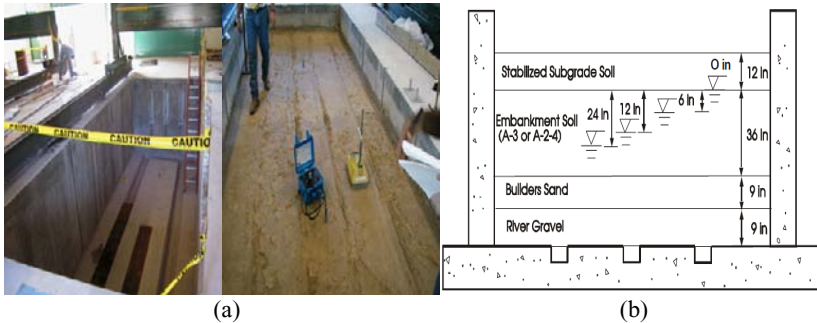 CAUTION CAUTION CAUTIO
Stabilized Subgrade Soil
0 in
12 in
Embankment Soil
(A-3 or A-2-4)
24 in
12 in
6 in
36 in
Builders Sand
9 in
River Gravel
9 in
(a)
(b)